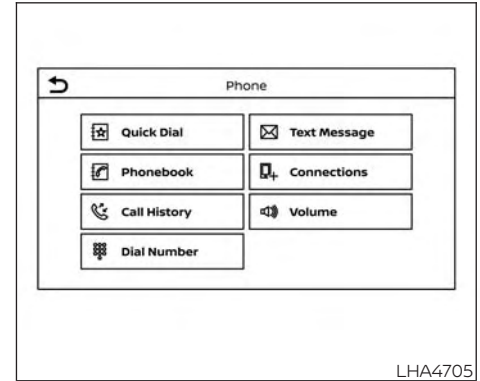 Phone
Quick Dial
Text Message
Phonebook
Connections
Call History
Volume
Dial Number
LHA4705